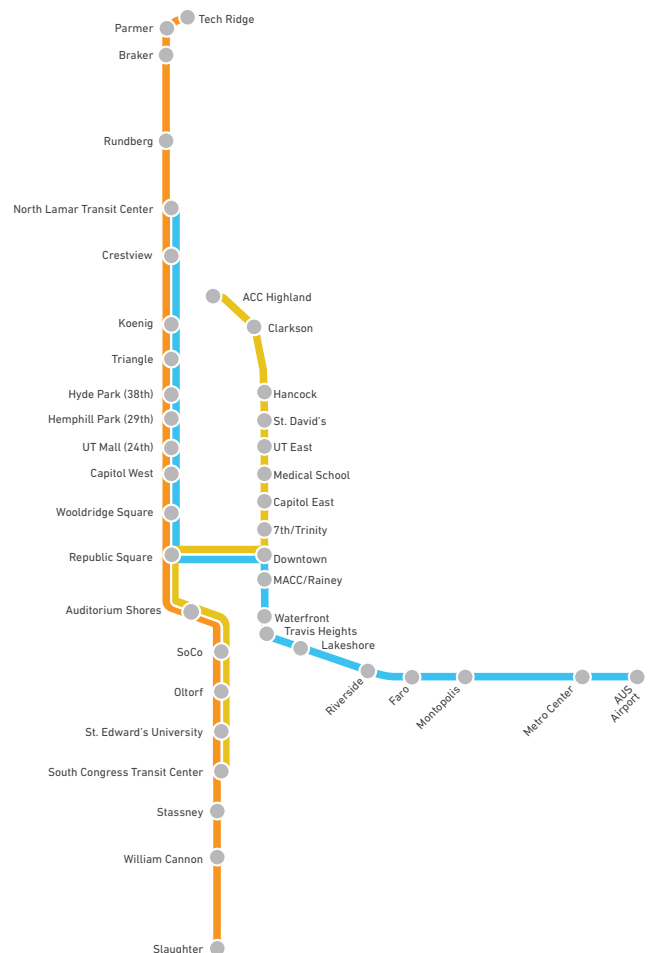 Tech Ridge
Parmer
Braker
Rundberg
North Lamar Transit Center
Crestview
ACC Highland
Koenig
Clarkson
Triangle
Hyde Park (38th)
Hancock
Hemphill Park (29th)
St. David's
UT Mall (24th)
UT East
Capitol West
Medical School
Capitol East
Wooldridge Square
7th/Trinity
Republic Square
Downtown
MACC/Rainey
Auditorium Shores
Waterfront
Travis Heights
Lakeshore
SoCo
Riverside
Faro
Montopolis
Metro Center
AUS
Airport
Oltorf
St. Edward's University
South Congress Transit Center
Stassney
William Cannon
Slaughter